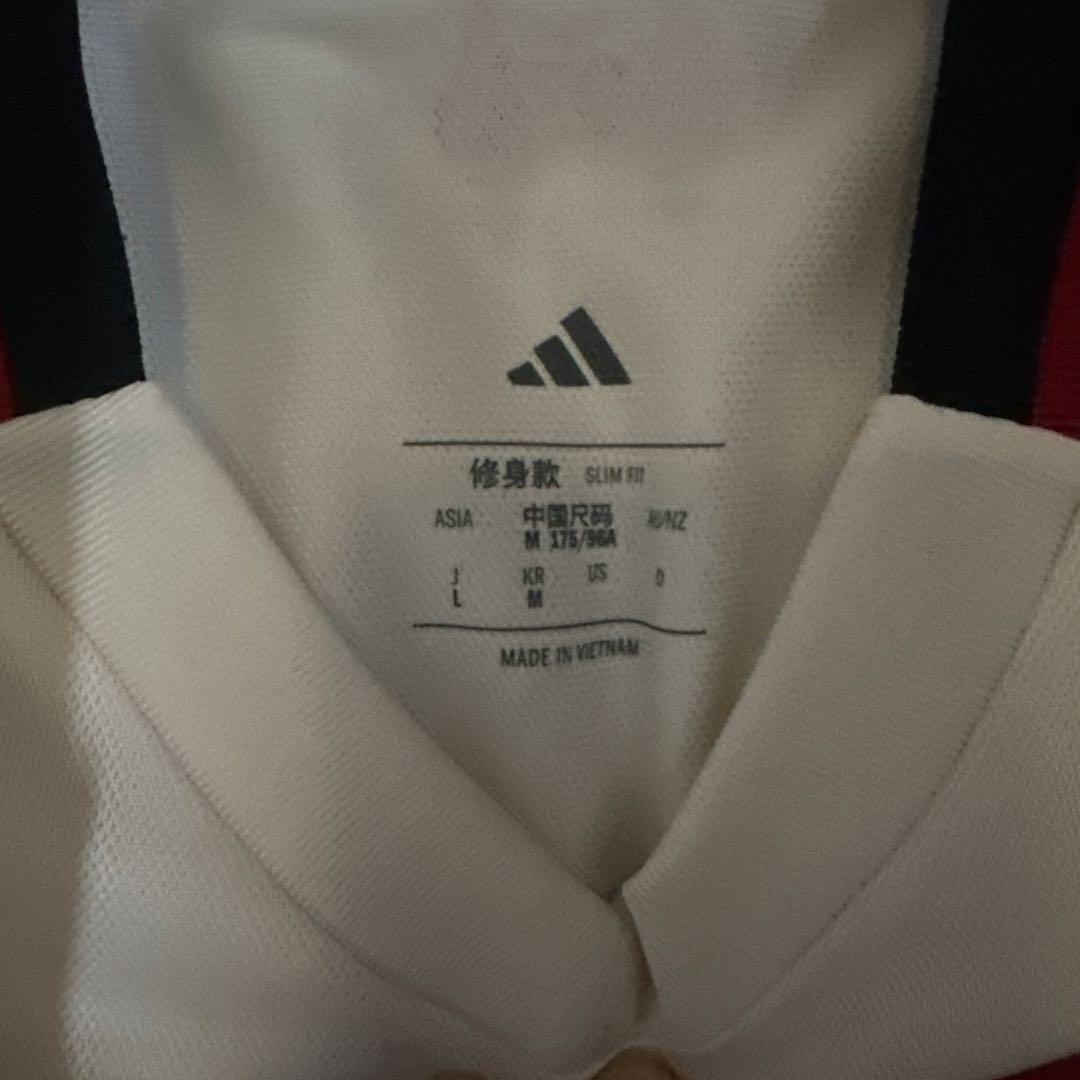 修身款 SLIM FIT
ASIA 中国尺码 AU/NZ
M 175/96A
J KR US D
L M
MADE IN VIETNAM